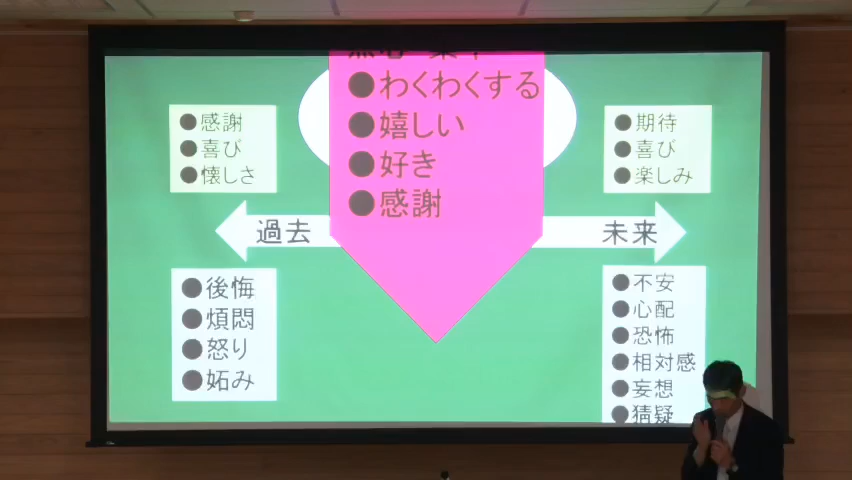 ●わくわくする
●嬉しい
●好き
●感謝
●感謝
●喜び
●懐しさ
●期待
●喜び
●楽しみ
過去
未来
●後悔
●煩悶
●怒り
●妬み
●不安
●心配
●恐怖
●相対感
●妄想
●猜疑